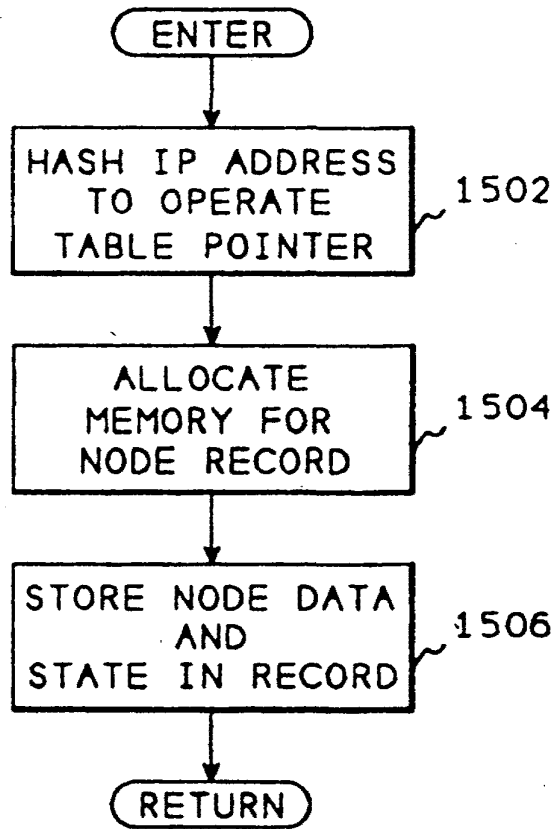 ENTER
HASH IP ADDRESS
TO OPERATE
TABLE POINTER
1502
ALLOCATE
MEMORY FOR
NODE RECORD
1504
STORE NODE DATA
AND
STATE IN RECORD
1506
RETURN